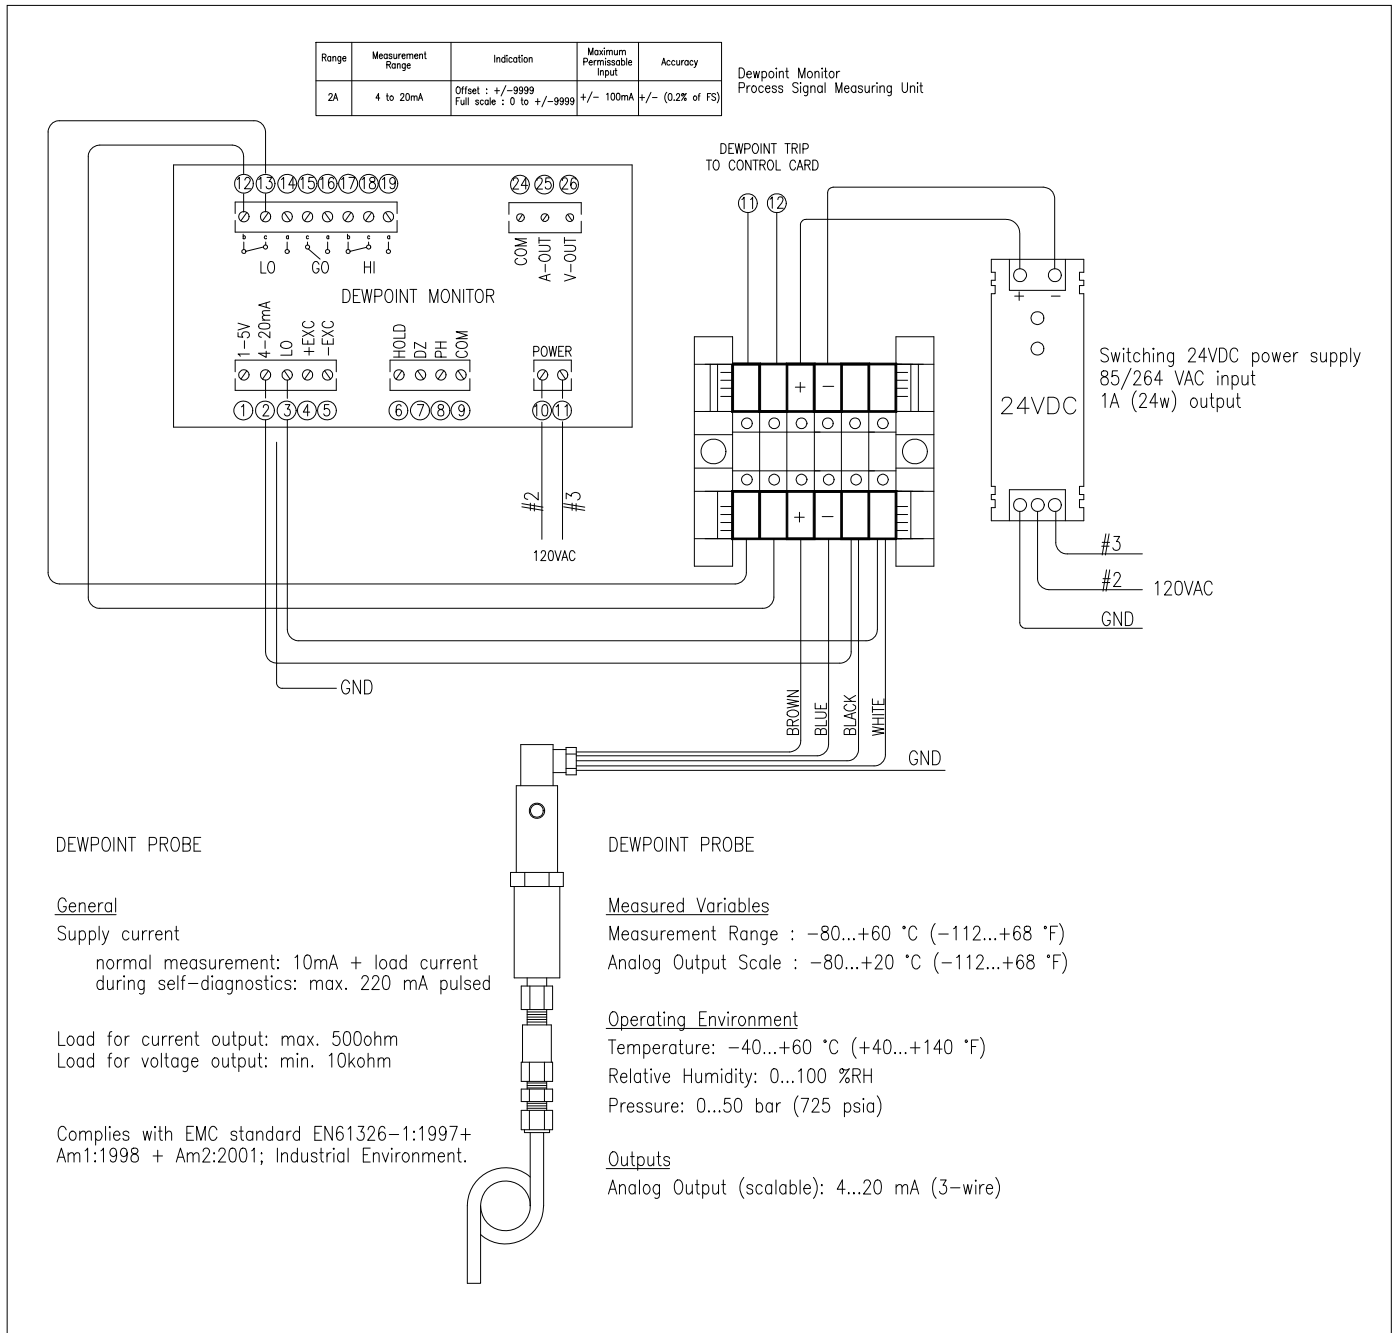 Range Measurement Range Indication Maximum Permissable Input Accuracy
2A 4 to 20mA Offset : +/-9999 Full scale : 0 to +/-9999 +/- 100mA +/- (0.2% of FS)
Dewpoint Monitor
Process Signal Measuring Unit
DEWPOINT TRIP
TO CONTROL CARD
11 12
12 13 14 15 16 17 18 19
24 25 26
b c a c a b c a
LO GO HI
COM A-OUT V-OUT
DEWPOINT MONITOR
1-5V 4-20mA LO +EXC -EXC
HOLD DZ PH COM
POWER
1 2 3 4 5
6 7 8 9
10 11
#2 #3
120VAC
+ -
+ -
+ -
24VDC
Switching 24VDC power supply
85/264 VAC input
1A (24w) output
#3
#2 120VAC
GND
GND
BROWN BLUE BLACK WHITE
GND
DEWPOINT PROBE
General
Supply current
normal measurement: 10mA + load current
during self-diagnostics: max. 220 mA pulsed
Load for current output: max. 500ohm
Load for voltage output: min. 10kohm
Complies with EMC standard EN61326-1:1997+
Am1:1998 + Am2:2001; Industrial Environment.
DEWPOINT PROBE
Measured Variables
Measurement Range : -80...+60 °C (-112...+68 °F)
Analog Output Scale : -80...+20 °C (-112...+68 °F)
Operating Environment
Temperature: -40...+60 °C (+40...+140 °F)
Relative Humidity: 0...100 %RH
Pressure: 0...50 bar (725 psia)
Outputs
Analog Output (scalable): 4...20 mA (3-wire)